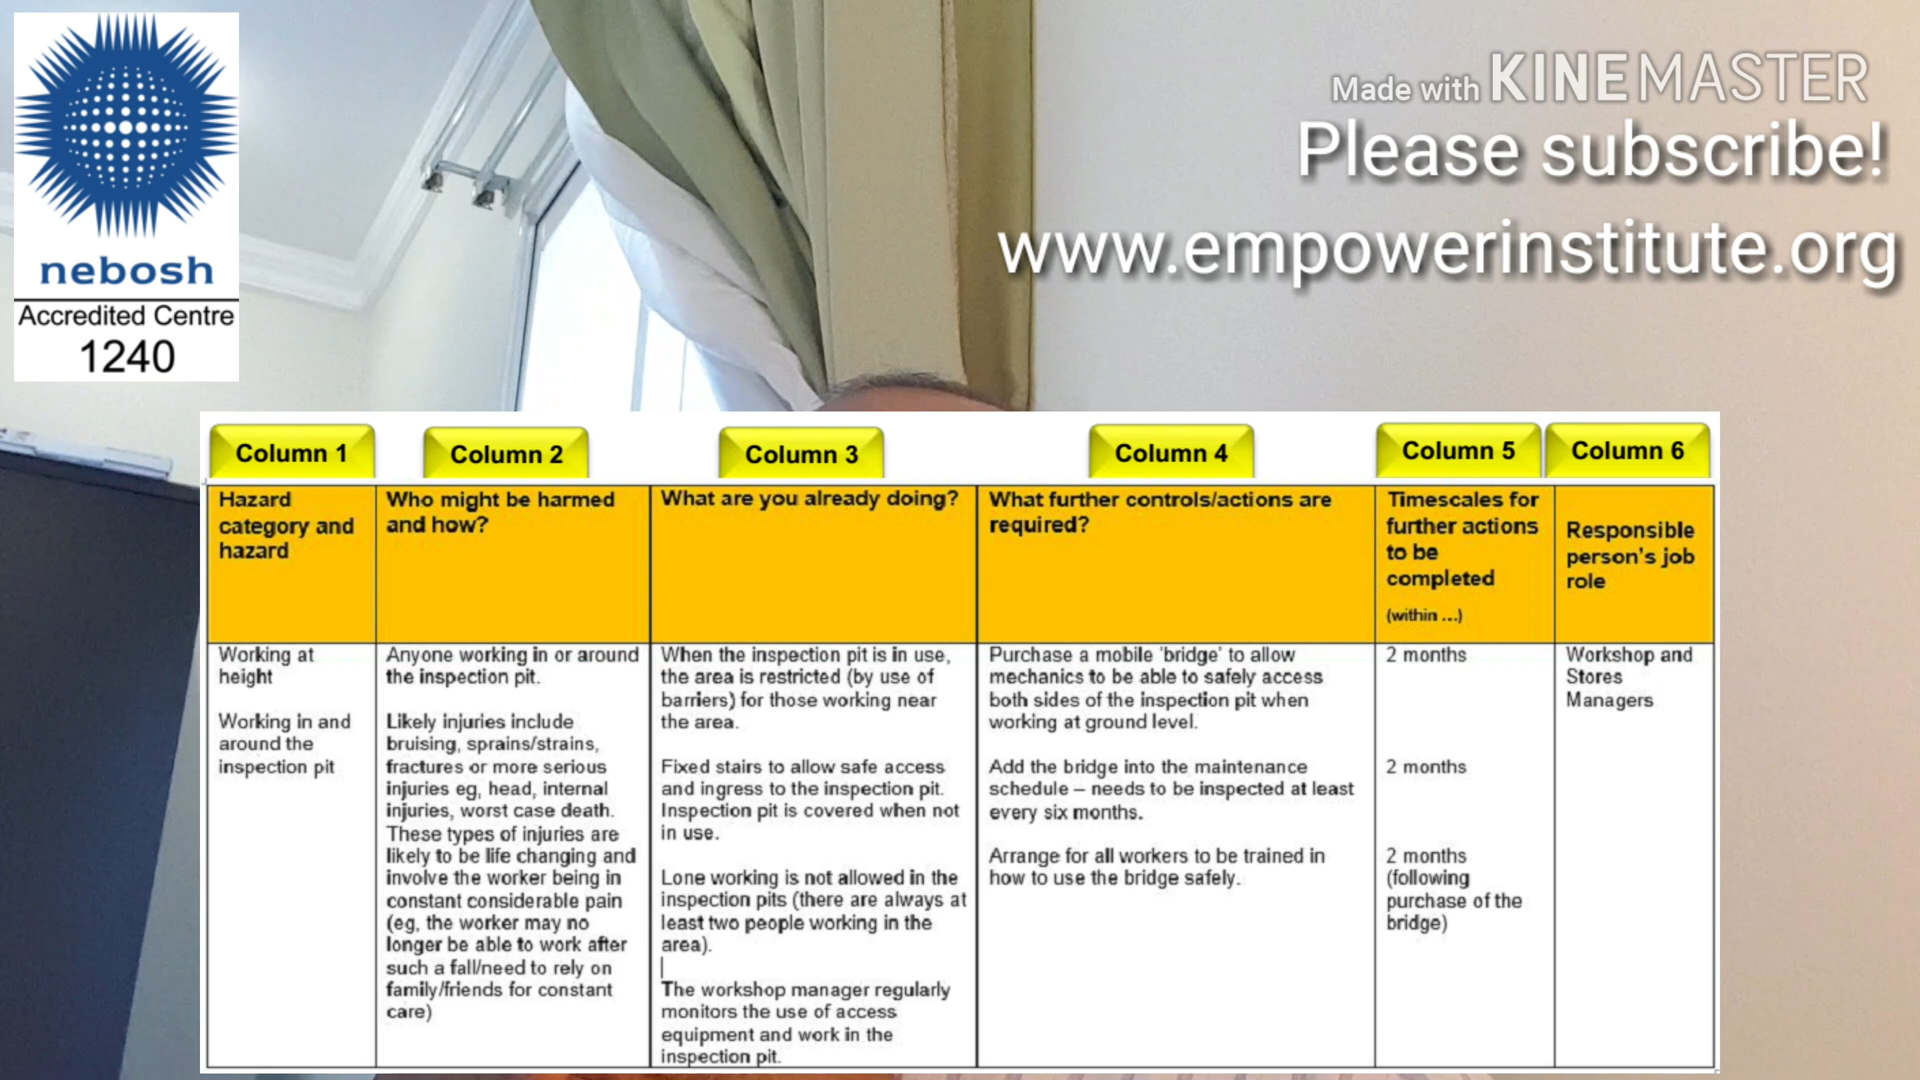 nebosh
Accredited Centre
1240
Made with KINEMASTER
Please subscribe!
www.empowerinstitute.org
Column 1
Column 2
Column 3
Column 4
Column 5
Column 6
Hazard
category and
hazard
Who might be harmed
and how?
What are you already doing?
What further controls/actions are
required?
Timescales for
further actions
to be
completed
(within ...)
Responsible
person's job
role
Working at
height
Working in and
around the
inspection pit
Anyone working in or around
the inspection pit.
Likely injuries include
bruising, sprains/strains,
fractures or more serious
injuries eg, head, internal
injuries, worst case death.
These types of injuries are
likely to be life changing and
involve the worker being in
constant considerable pain
(eg, the worker may no
longer be able to work after
such a fall/need to rely on
family/friends for constant
care)
When the inspection pit is in use,
the area is restricted (by use of
barriers) for those working near
the area.
Fixed stairs to allow safe access
and ingress to the inspection pit.
Inspection pit is covered when not
in use.
Lone working is not allowed in the
inspection pits (there are always at
least two people working in the
area).
The workshop manager regularly
monitors the use of access
equipment and work in the
inspection pit.
Purchase a mobile 'bridge' to allow
mechanics to be able to safely access
both sides of the inspection pit when
working at ground level.
Add the bridge into the maintenance
schedule – needs to be inspected at least
every six months.
Arrange for all workers to be trained in
how to use the bridge safely.
2 months
2 months
2 months
(following
purchase of the
bridge)
Workshop and
Stores
Managers